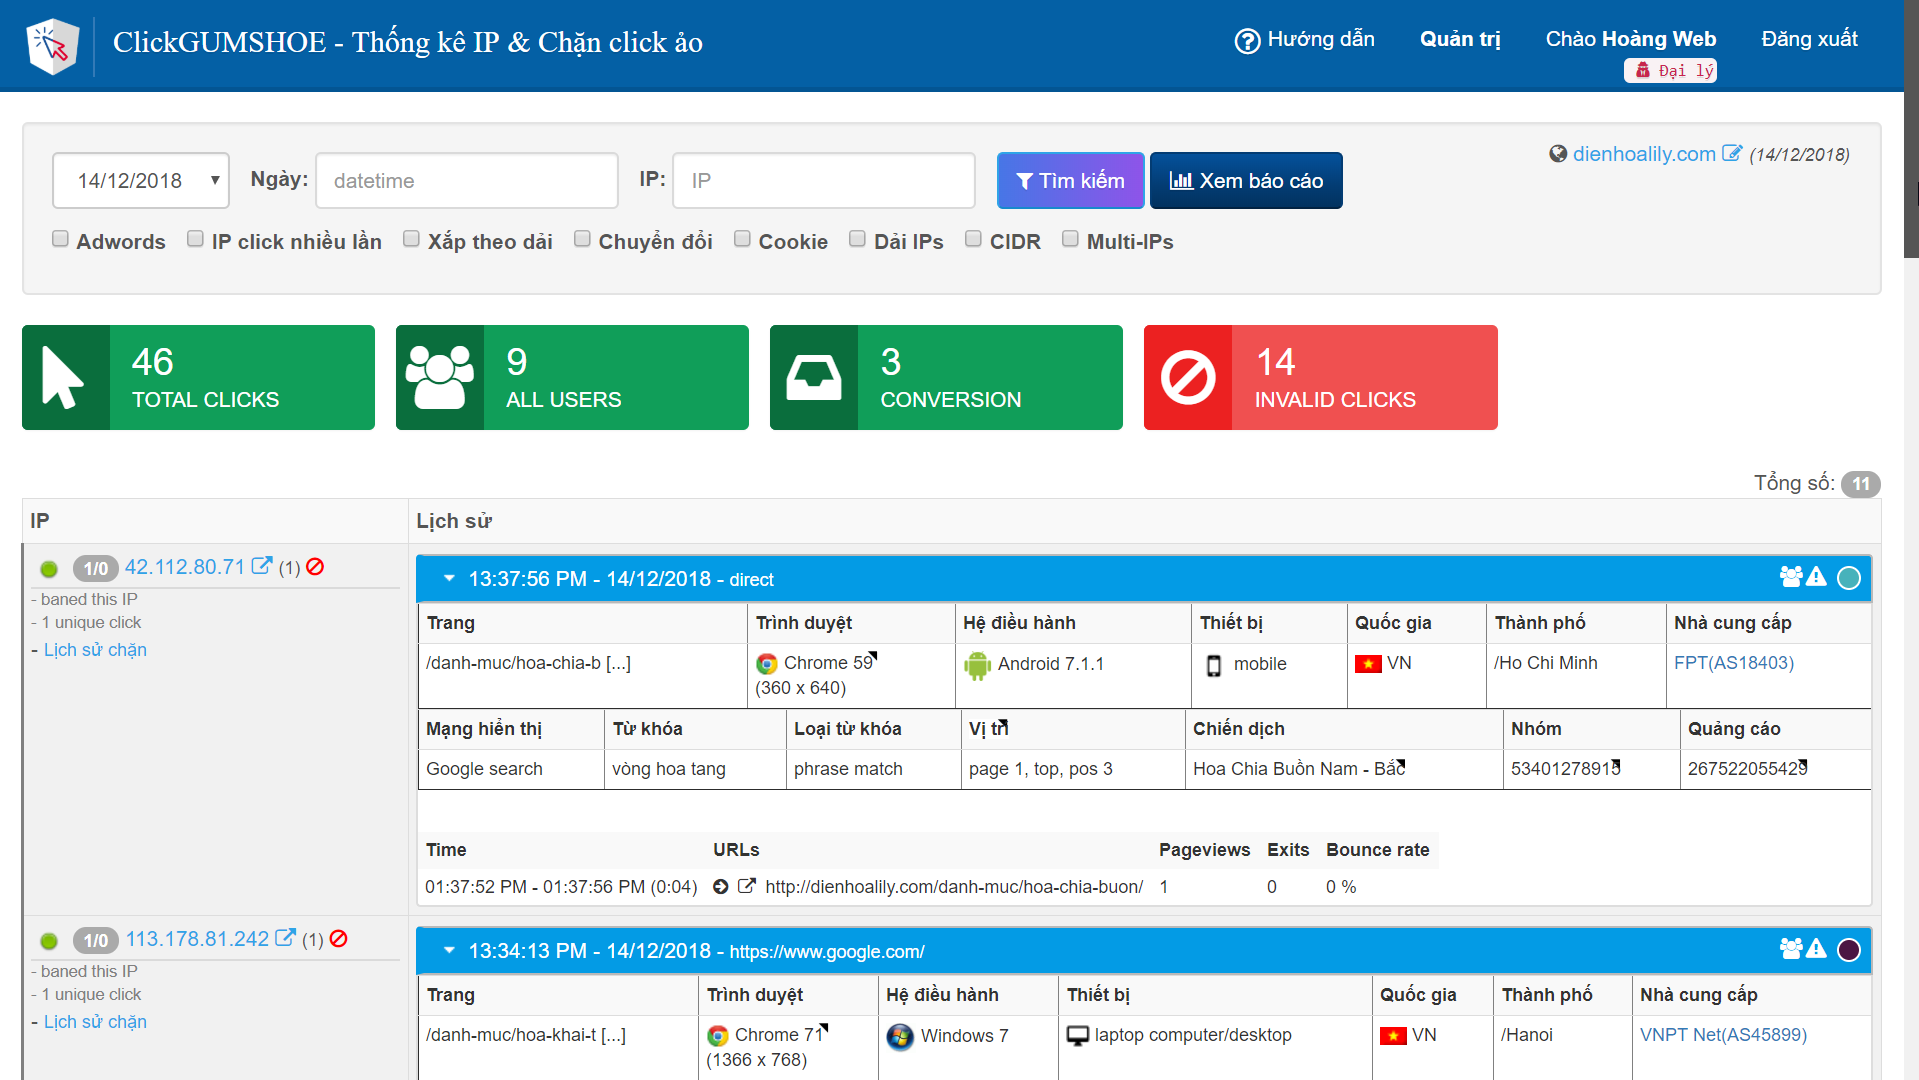 ClickGUMSHOE - Thống kê IP & Chặn click ảo
Hướng dẫn
Quản trị
Chào Hoàng Web
Đăng xuất
Đại lý
14/12/2018
Ngày: datetime
IP: IP
Tìm kiếm
Xem báo cáo
dienhoalily.com (14/12/2018)
Adwords
IP click nhiều lần
Xắp theo dải
Chuyển đổi
Cookie
Dải IPs
CIDR
Multi-IPs
46
TOTAL CLICKS
9
ALL USERS
3
CONVERSION
14
INVALID CLICKS
Tổng số: 11
IP
Lịch sử
1/0 42.112.80.71 (1)
- baned this IP
- 1 unique click
- Lịch sử chặn
13:37:56 PM - 14/12/2018 - direct
Trang Trình duyệt Hệ điều hành Thiết bị Quốc gia Thành phố Nhà cung cấp
/danh-muc/hoa-chia-b [...] Chrome 59 Android 7.1.1 mobile VN /Ho Chi Minh FPT(AS18403)
(360 x 640)
Mạng hiển thị Từ khóa Loại từ khóa Vị trí Chiến dịch Nhóm Quảng cáo
Google search vòng hoa tang phrase match page 1, top, pos 3 Hoa Chia Buồn Nam - Bắc 53401278915 267522055429
Time URLs Pageviews Exits Bounce rate
01:37:52 PM - 01:37:56 PM (0:04) http://dienhoalily.com/danh-muc/hoa-chia-buon/ 1 0 0 %
1/0 113.178.81.242 (1)
- baned this IP
- 1 unique click
- Lịch sử chặn
13:34:13 PM - 14/12/2018 - https://www.google.com/
Trang Trình duyệt Hệ điều hành Thiết bị Quốc gia Thành phố Nhà cung cấp
/danh-muc/hoa-khai-t [...] Chrome 71 Windows 7 laptop computer/desktop VN /Hanoi VNPT Net(AS45899)
(1366 x 768)